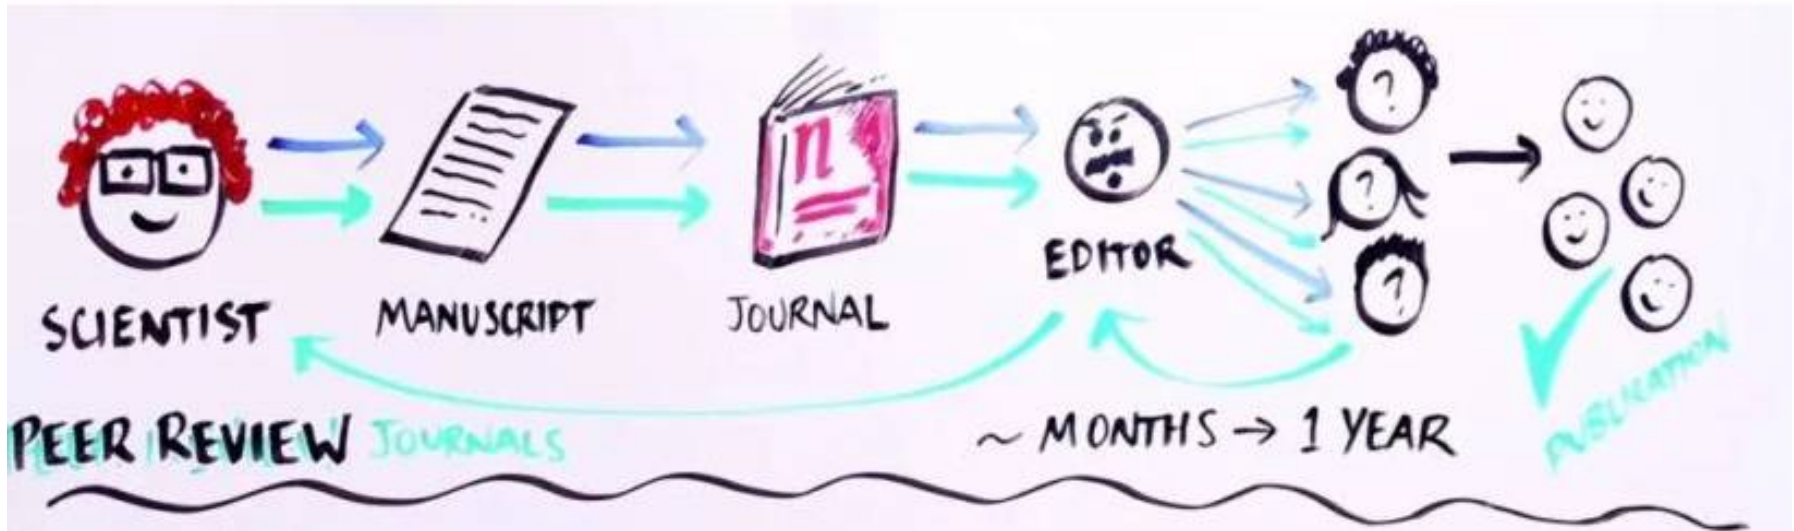 n
?
?
?
EDITOR
SCIENTIST
MANUSCRIPT
JOURNAL
PUBLICATION
PEER REVIEW JOURNALS
~ MONTHS → 1 YEAR